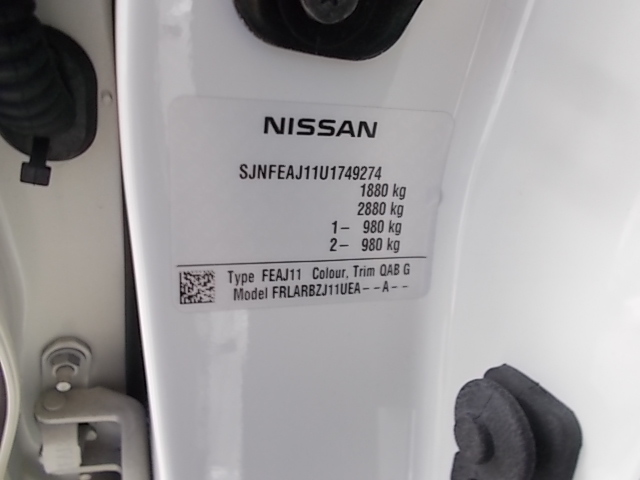 NISSAN
SJNFEAJ11U1749274
1880 kg
2880 kg
1- 980 kg
2- 980 kg
Type FEAJ11 Colour, Trim QAB G
Model FRLARBZJ11UEA--A--